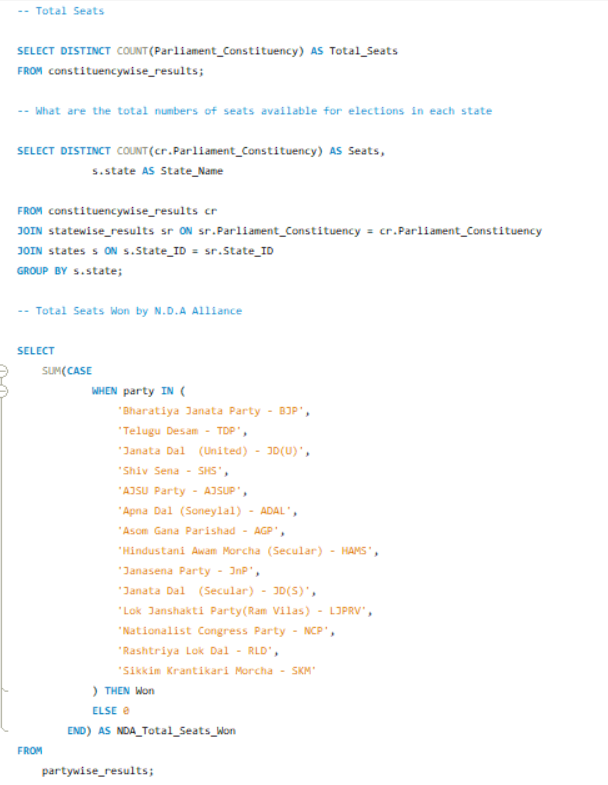 -- Total Seats
SELECT DISTINCT COUNT(Parliament_Constituency) AS Total_Seats
FROM constituencywise_results;
-- What are the total numbers of seats available for elections in each state
SELECT DISTINCT COUNT(cr.Parliament_Constituency) AS Seats,
s.state AS State_Name
FROM constituencywise_results cr
JOIN statewise_results sr ON sr.Parliament_Constituency = cr.Parliament_Constituency
JOIN states s ON s.State_ID = sr.State_ID
GROUP BY s.state;
-- Total Seats Won by N.D.A Alliance
SELECT
SUM(CASE
WHEN party IN (
'Bharatiya Janata Party - BJP',
'Telugu Desam - TDP',
'Janata Dal  (United) - JD(U)',
'Shiv Sena - SHS',
'AJSU Party - AJSUP',
'Apna Dal (Soneylal) - ADAL',
'Asom Gana Parishad - AGP',
'Hindustani Awam Morcha (Secular) - HAMS',
'Janasena Party - JnP',
'Janata Dal  (Secular) - JD(S)',
'Lok Janshakti Party(Ram Vilas) - LJPRV',
'Nationalist Congress Party - NCP',
'Rashtriya Lok Dal - RLD',
'Sikkim Krantikari Morcha - SKM'
) THEN Won
ELSE 0
END) AS NDA_Total_Seats_Won
FROM
partywise_results;